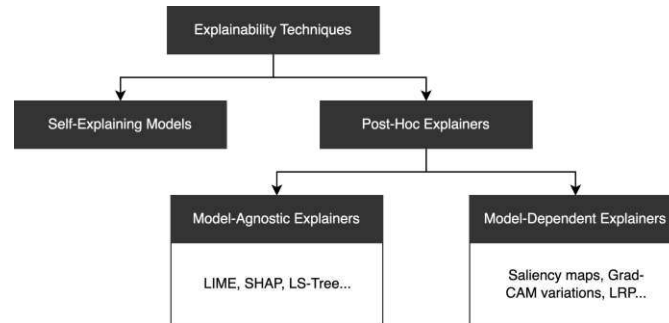 Explainability Techniques
Self-Explaining Models
Post-Hoc Explainers
Model-Agnostic Explainers
Model-Dependent Explainers
LIME, SHAP, LS-Tree...
Saliency maps, Grad-
CAM variations, LRP...